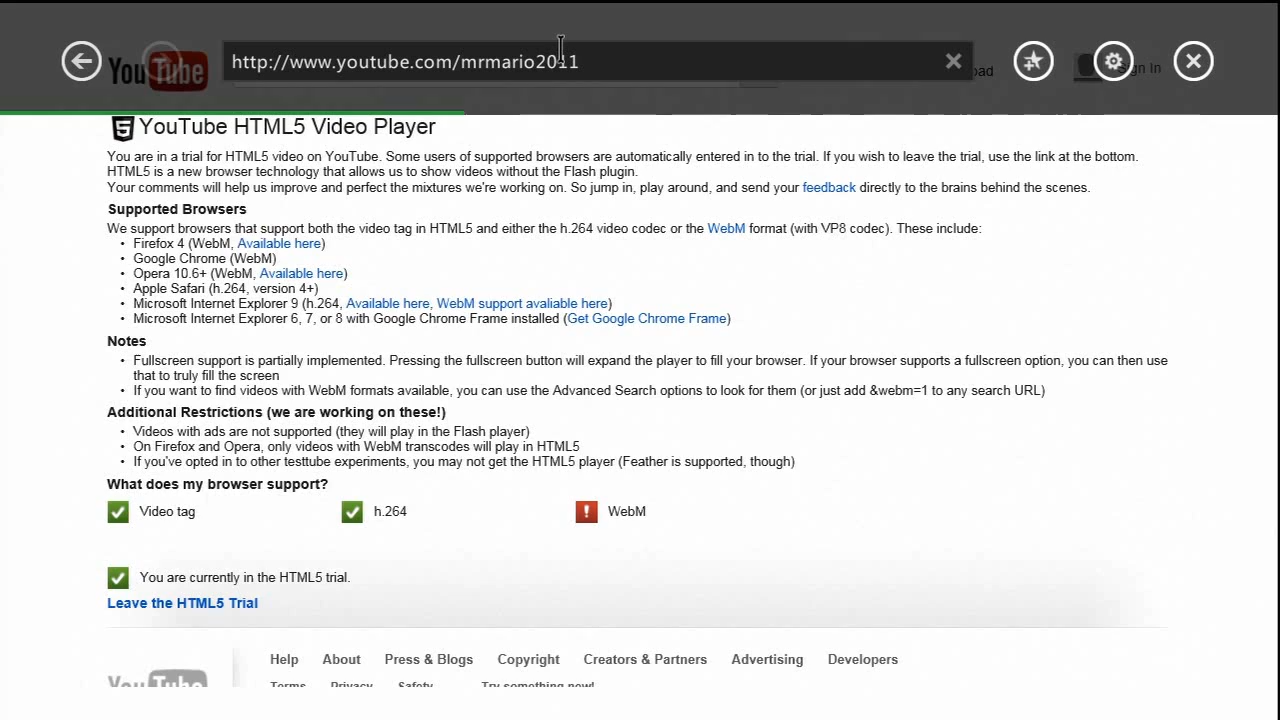 http://www.youtube.com/mrmario2011
You Tube
Sign In
YouTube HTML5 Video Player
You are in a trial for HTML5 video on YouTube. Some users of supported browsers are automatically entered in to the trial. If you wish to leave the trial, use the link at the bottom.
HTML5 is a new browser technology that allows us to show videos without the Flash plugin.
Your comments will help us improve and perfect the mixtures we're working on. So jump in, play around, and send your feedback directly to the brains behind the scenes.
Supported Browsers
We support browsers that support both the video tag in HTML5 and either the h.264 video codec or the WebM format (with VP8 codec). These include:
• Firefox 4 (WebM, Available here)
• Google Chrome (WebM)
• Opera 10.6+ (WebM, Available here)
• Apple Safari (h.264, version 4+)
• Microsoft Internet Explorer 9 (h.264, Available here, WebM support avaliable here)
• Microsoft Internet Explorer 6, 7, or 8 with Google Chrome Frame installed (Get Google Chrome Frame)
Notes
• Fullscreen support is partially implemented. Pressing the fullscreen button will expand the player to fill your browser. If your browser supports a fullscreen option, you can then use
that to truly fill the screen
• If you want to find videos with WebM formats available, you can use the Advanced Search options to look for them (or just add &webm=1 to any search URL)
Additional Restrictions (we are working on these!)
• Videos with ads are not supported (they will play in the Flash player)
• On Firefox and Opera, only videos with WebM transcodes will play in HTML5
• If you've opted in to other testtube experiments, you may not get the HTML5 player (Feather is supported, though)
What does my browser support?
Video tag h.264 WebM
You are currently in the HTML5 trial.
Leave the HTML5 Trial
You Tube
Help About Press & Blogs Copyright Creators & Partners Advertising Developers
Terms Privacy Safety Try something new!